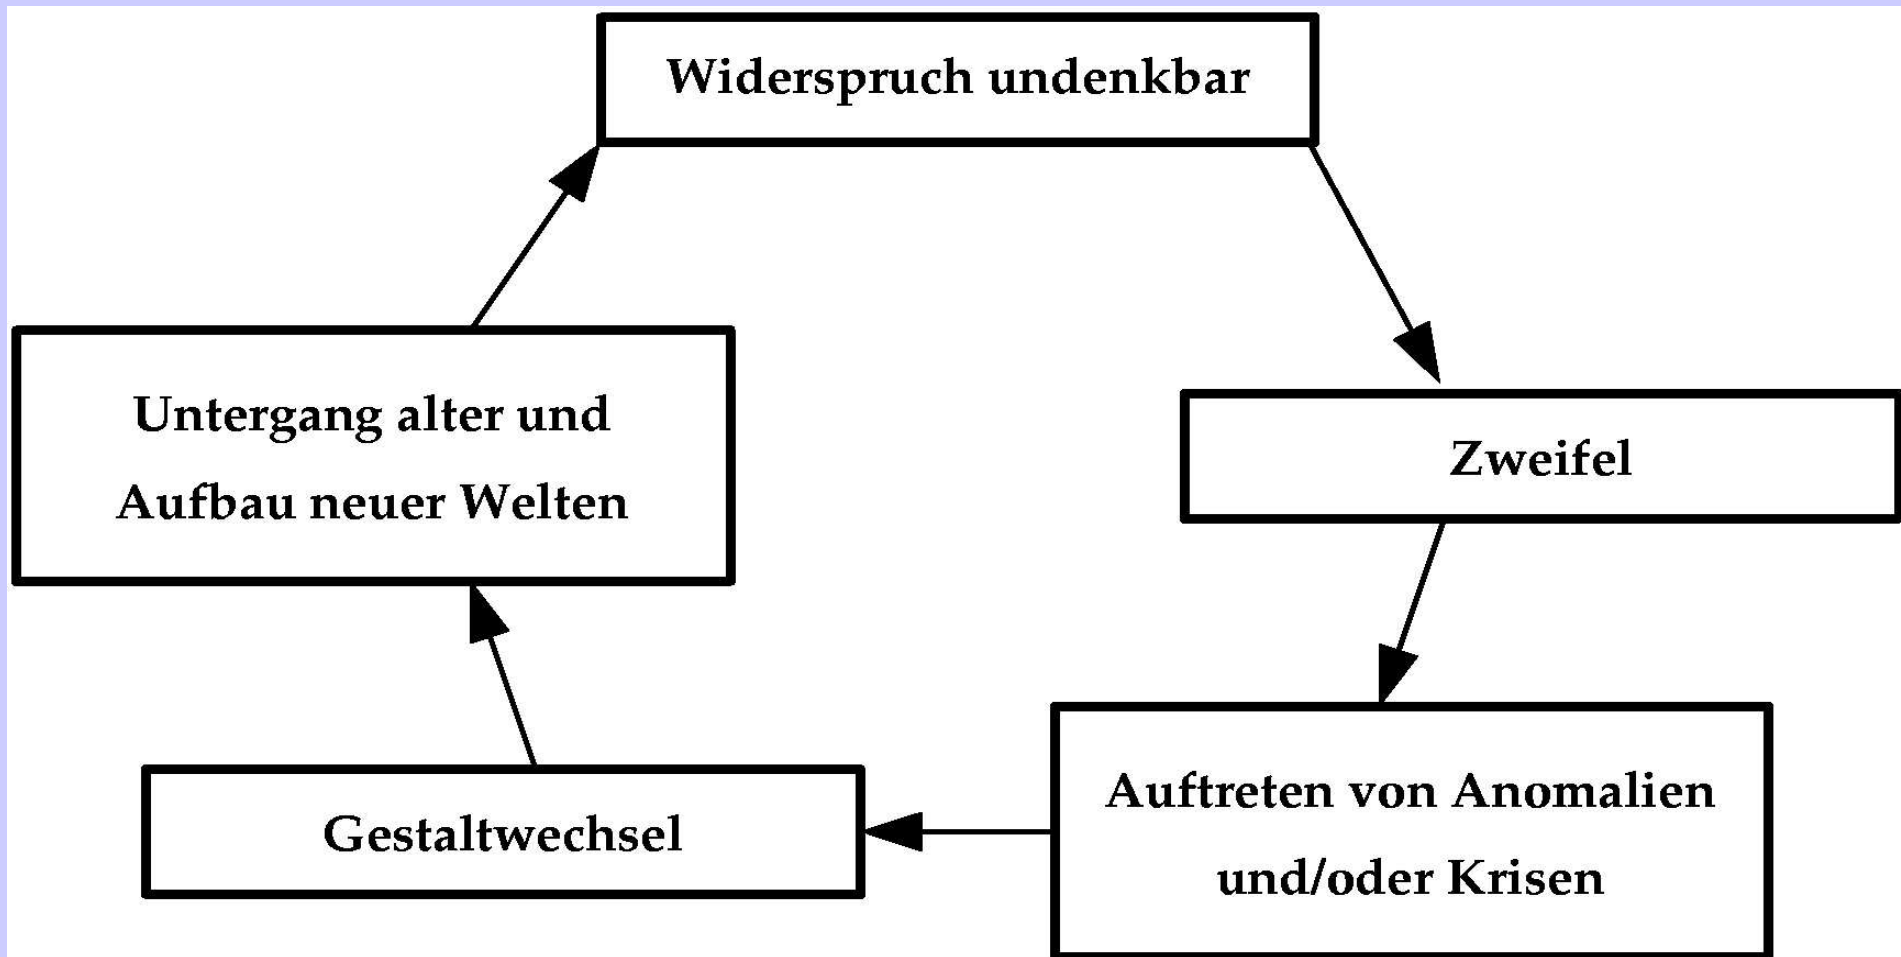 Widerspruch undenkbar
Zweifel
Auftreten von Anomalien
und/oder Krisen
Gestaltwechsel
Untergang alter und
Aufbau neuer Welten